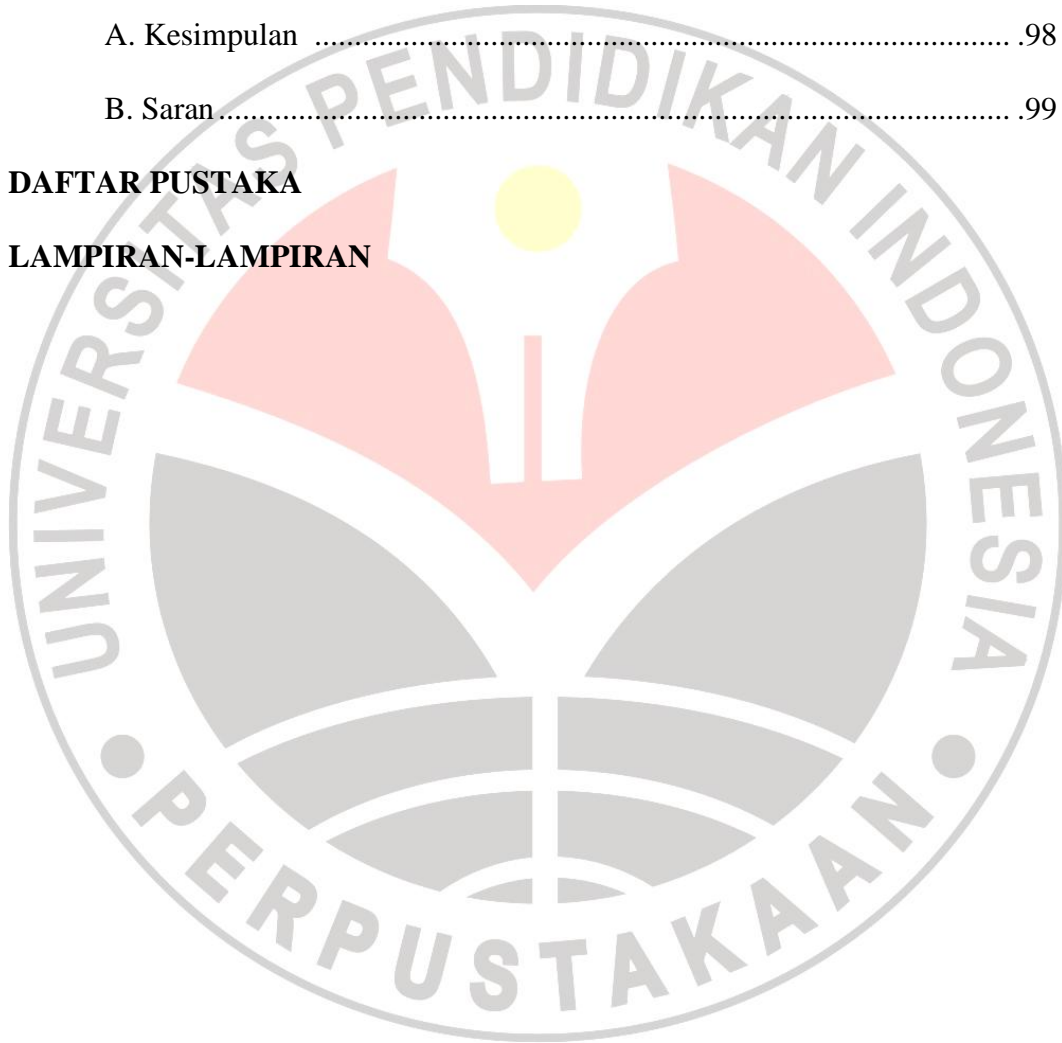 A. Kesimpulan ....................................................................................... .98
B. Saran ................................................................................................... .99
DAFTAR PUSTAKA
LAMPIRAN-LAMPIRAN
UNIVERSITAS PENDIDIKAN INDONESIA
PERPUSTAKAAN